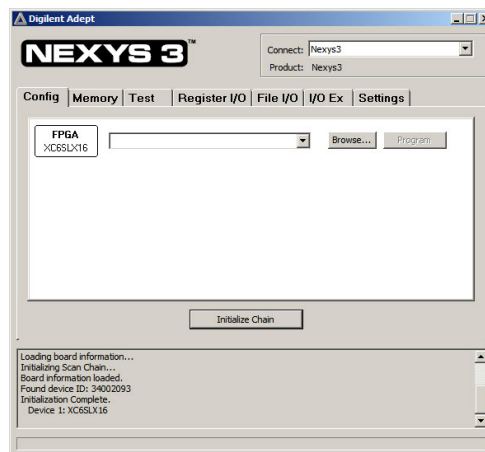 Digilent Adept
NEXYS 3™
Connect: Nexys3
Product: Nexys3
Config Memory Test Register I/O File I/O I/O Ex Settings
FPGA
XC6SLX16
Browse... Program
Initialize Chain
Loading board information...
Initializing Scan Chain...
Board information loaded.
Found device ID: 34002093
Initialization Complete.
Device 1: XC6SLX16